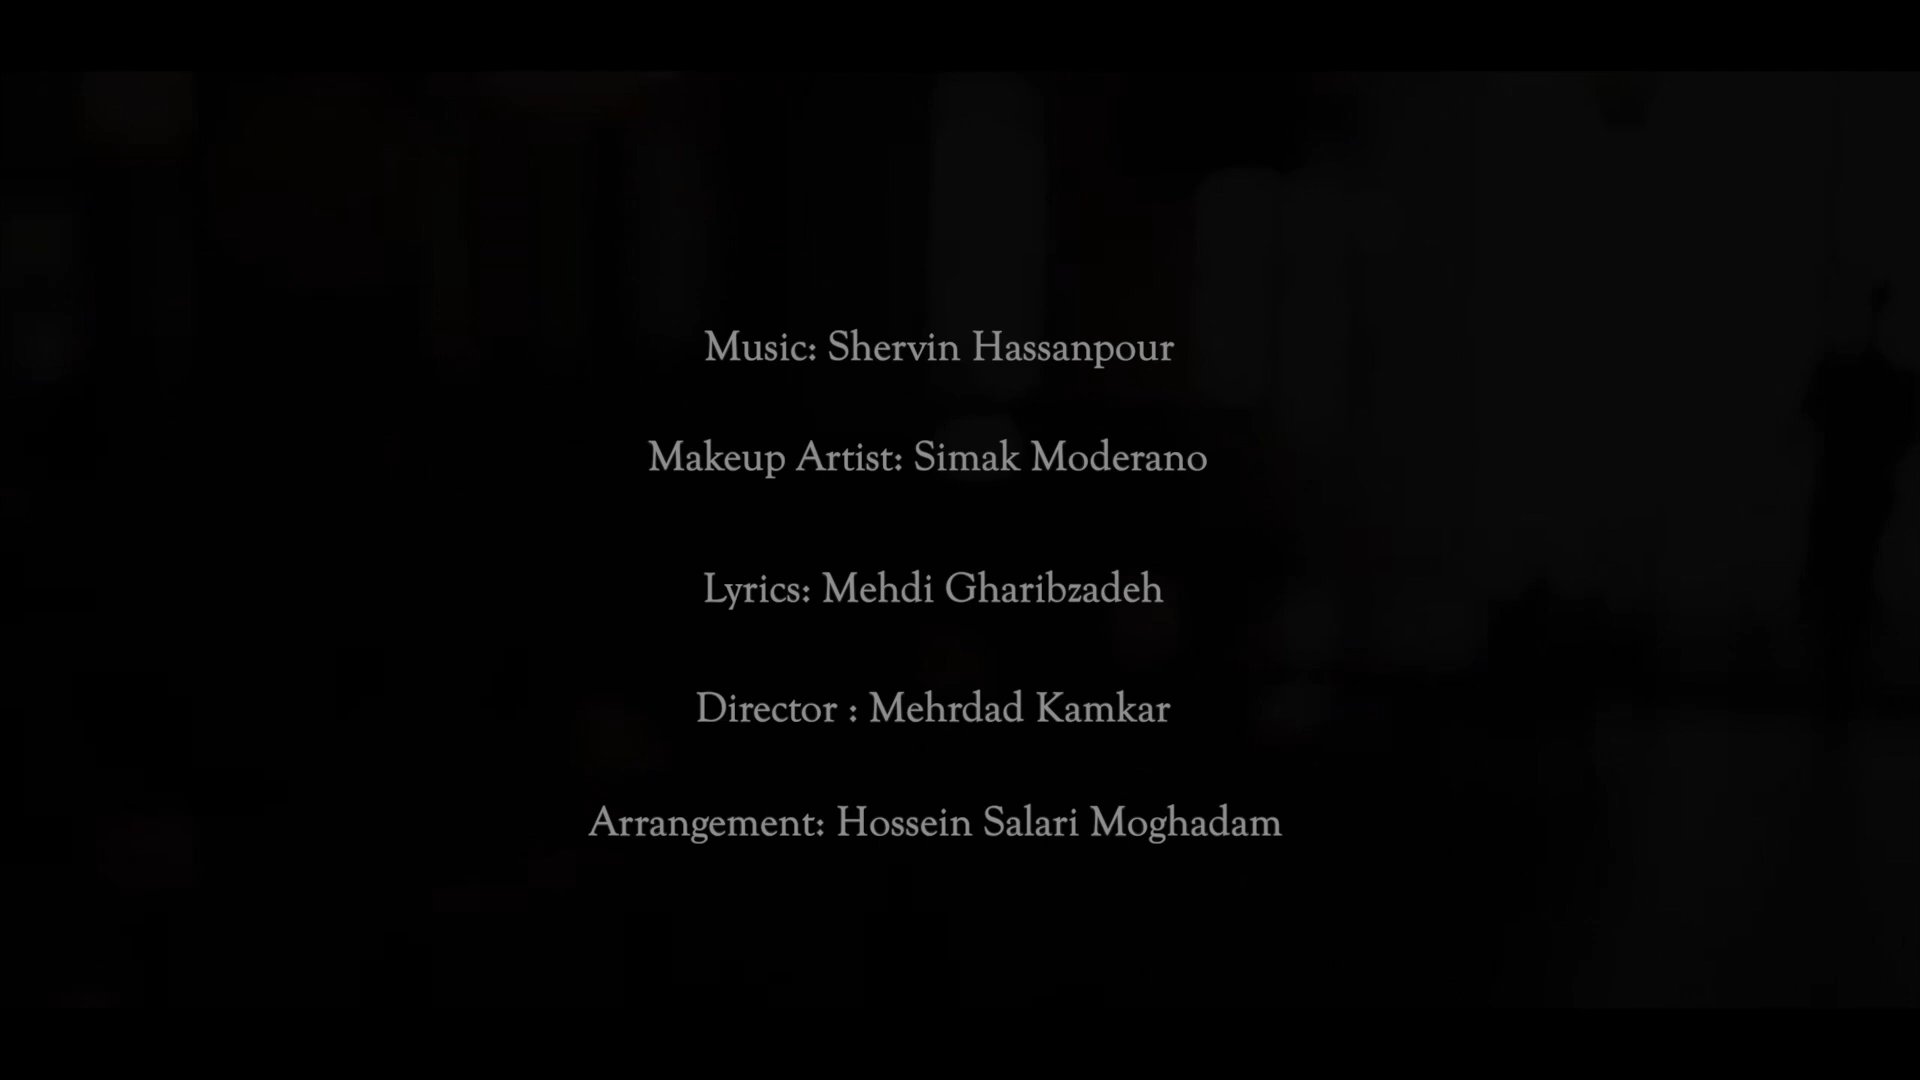 Music: Shervin Hassanpour
Makeup Artist: Simak Moderano
Lyrics: Mehdi Gharibzadeh
Director : Mehrdad Kamkar
Arrangement: Hossein Salari Moghadam